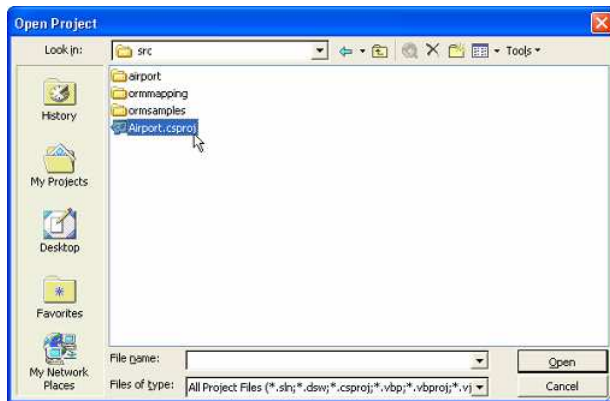 Open Project
Look in: src Tools
airport
ormmapping
ormsamples
Airport.csproj
History
My Projects
Desktop
Favorites
My Network
Places
File name: Open
Files of type: All Project Files (*.sln;*.dsw;*.csproj;*.vbp;*.vbproj;*.vj Cancel